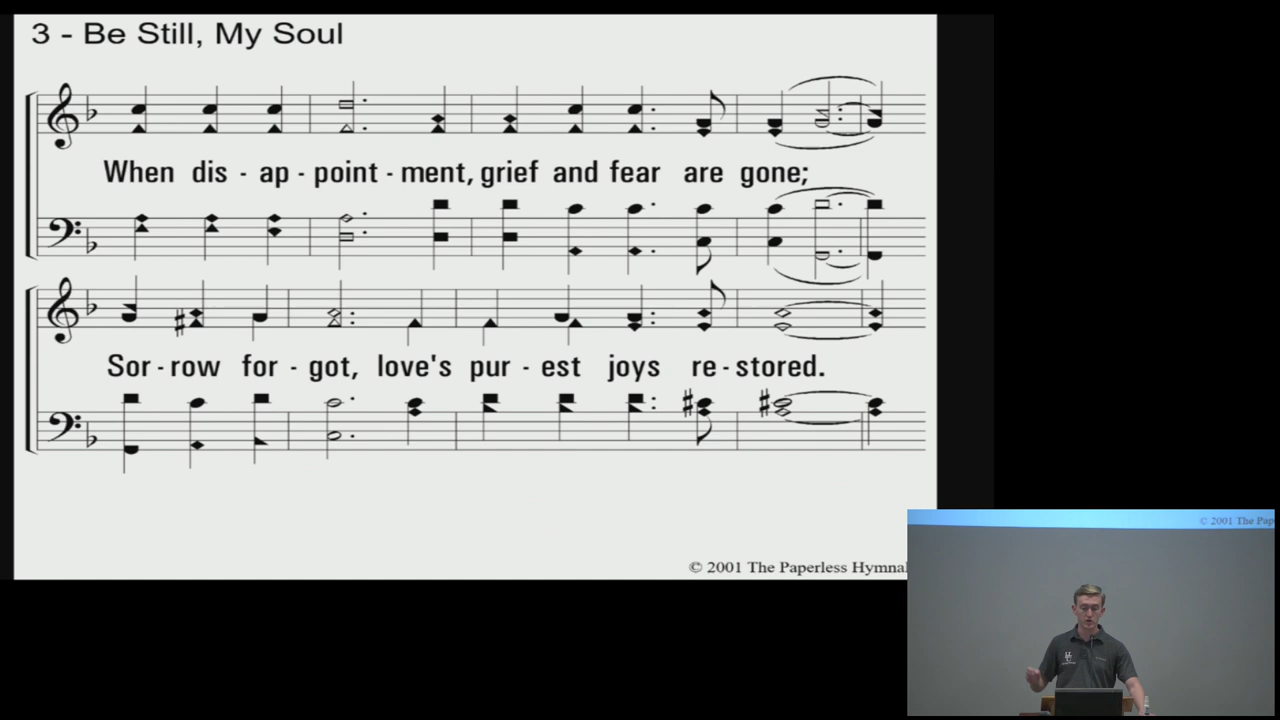 3 - Be Still, My Soul
When dis - ap - point - ment, grief and fear are gone;
Sor - row for - got, love's pur - est joys re - stored.
© 2001 The Paperless Hymnal
© 2001 The Pap